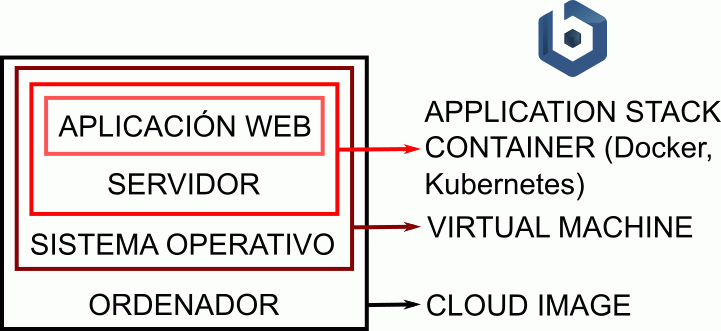 APLICACIÓN WEB
SERVIDOR
SISTEMA OPERATIVO
ORDENADOR
APPLICATION STACK
CONTAINER (Docker,
Kubernetes)
VIRTUAL MACHINE
CLOUD IMAGE